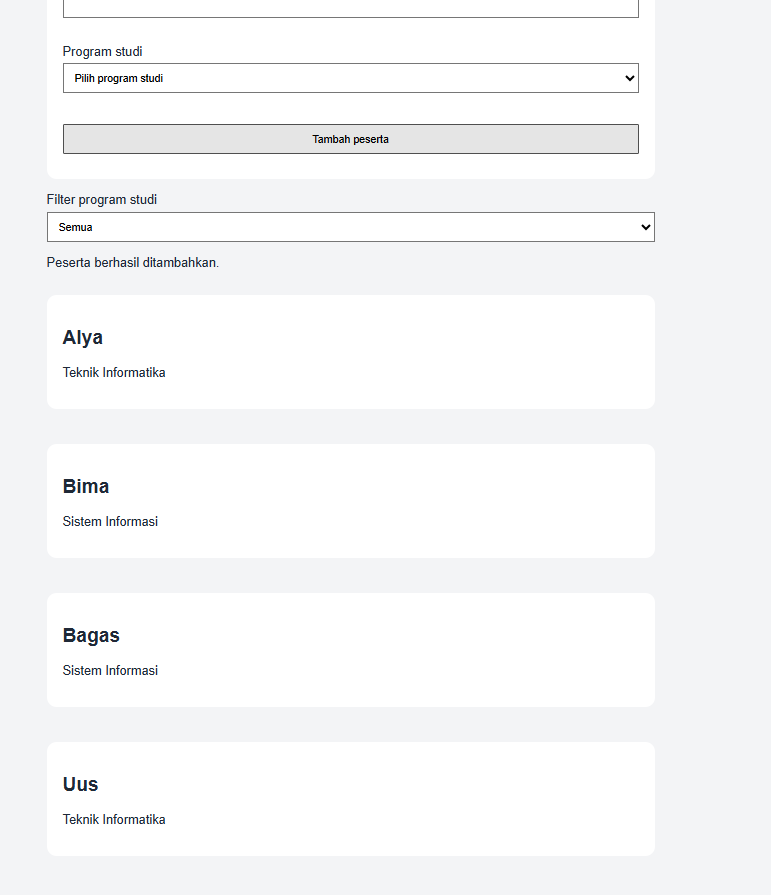 Program studi
Pilih program studi
Tambah peserta
Filter program studi
Semua
Peserta berhasil ditambahkan.
Alya
Teknik Informatika
Bima
Sistem Informasi
Bagas
Sistem Informasi
Uus
Teknik Informatika